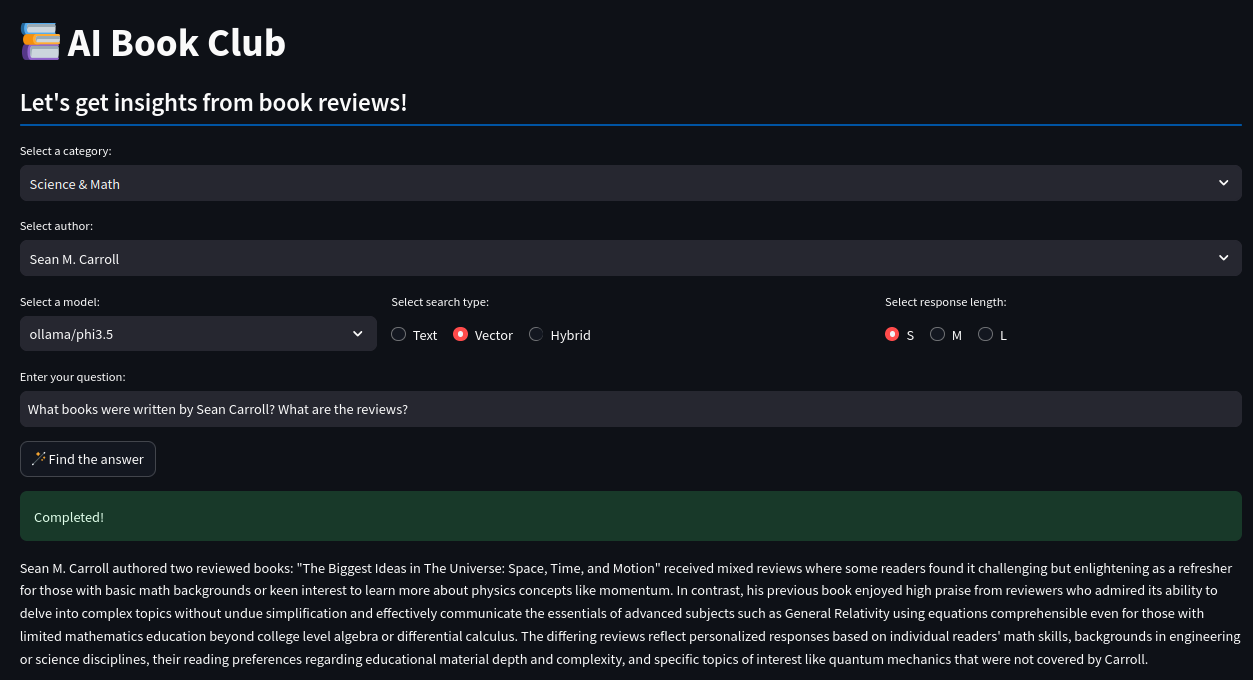 AI Book Club
Let's get insights from book reviews!
Select a category:
Science & Math
Select author:
Sean M. Carroll
Select a model:
Select search type:
Select response length:
ollama/phi3.5
Text
Vector
Hybrid
S
M
L
Enter your question:
What books were written by Sean Carroll? What are the reviews?
Find the answer
Completed!
Sean M. Carroll authored two reviewed books: "The Biggest Ideas in The Universe: Space, Time, and Motion" received mixed reviews where some readers found it challenging but enlightening as a refresher
for those with basic math backgrounds or keen interest to learn more about physics concepts like momentum. In contrast, his previous book enjoyed high praise from reviewers who admired its ability to
delve into complex topics without undue simplification and effectively communicate the essentials of advanced subjects such as General Relativity using equations comprehensible even for those with
limited mathematics education beyond college level algebra or differential calculus. The differing reviews reflect personalized responses based on individual readers' math skills, backgrounds in engineering
or science disciplines, their reading preferences regarding educational material depth and complexity, and specific topics of interest like quantum mechanics that were not covered by Carroll.